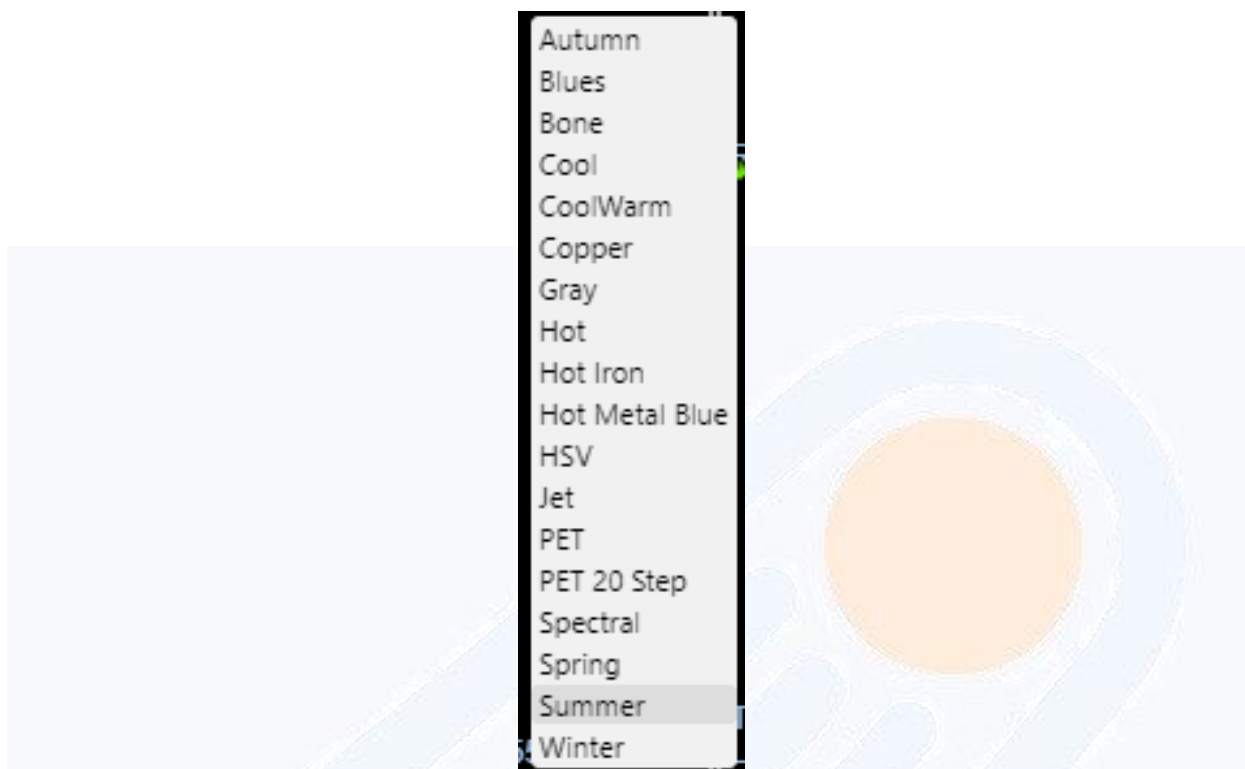 Autumn
Blues
Bone
Cool
CoolWarm
Copper
Gray
Hot
Hot Iron
Hot Metal Blue
HSV
Jet
PET
PET 20 Step
Spectral
Spring
Summer
Winter